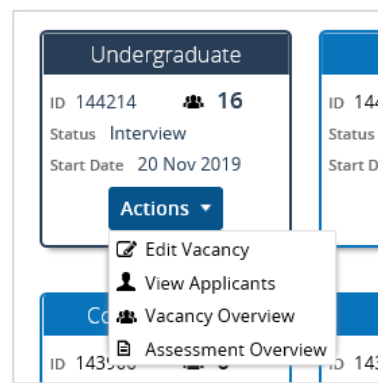 Undergraduate
ID 144214 16
Status Interview
Start Date 20 Nov 2019
Actions
Edit Vacancy
View Applicants
Vacancy Overview
Assessment Overview
ID
Status
ID
ID